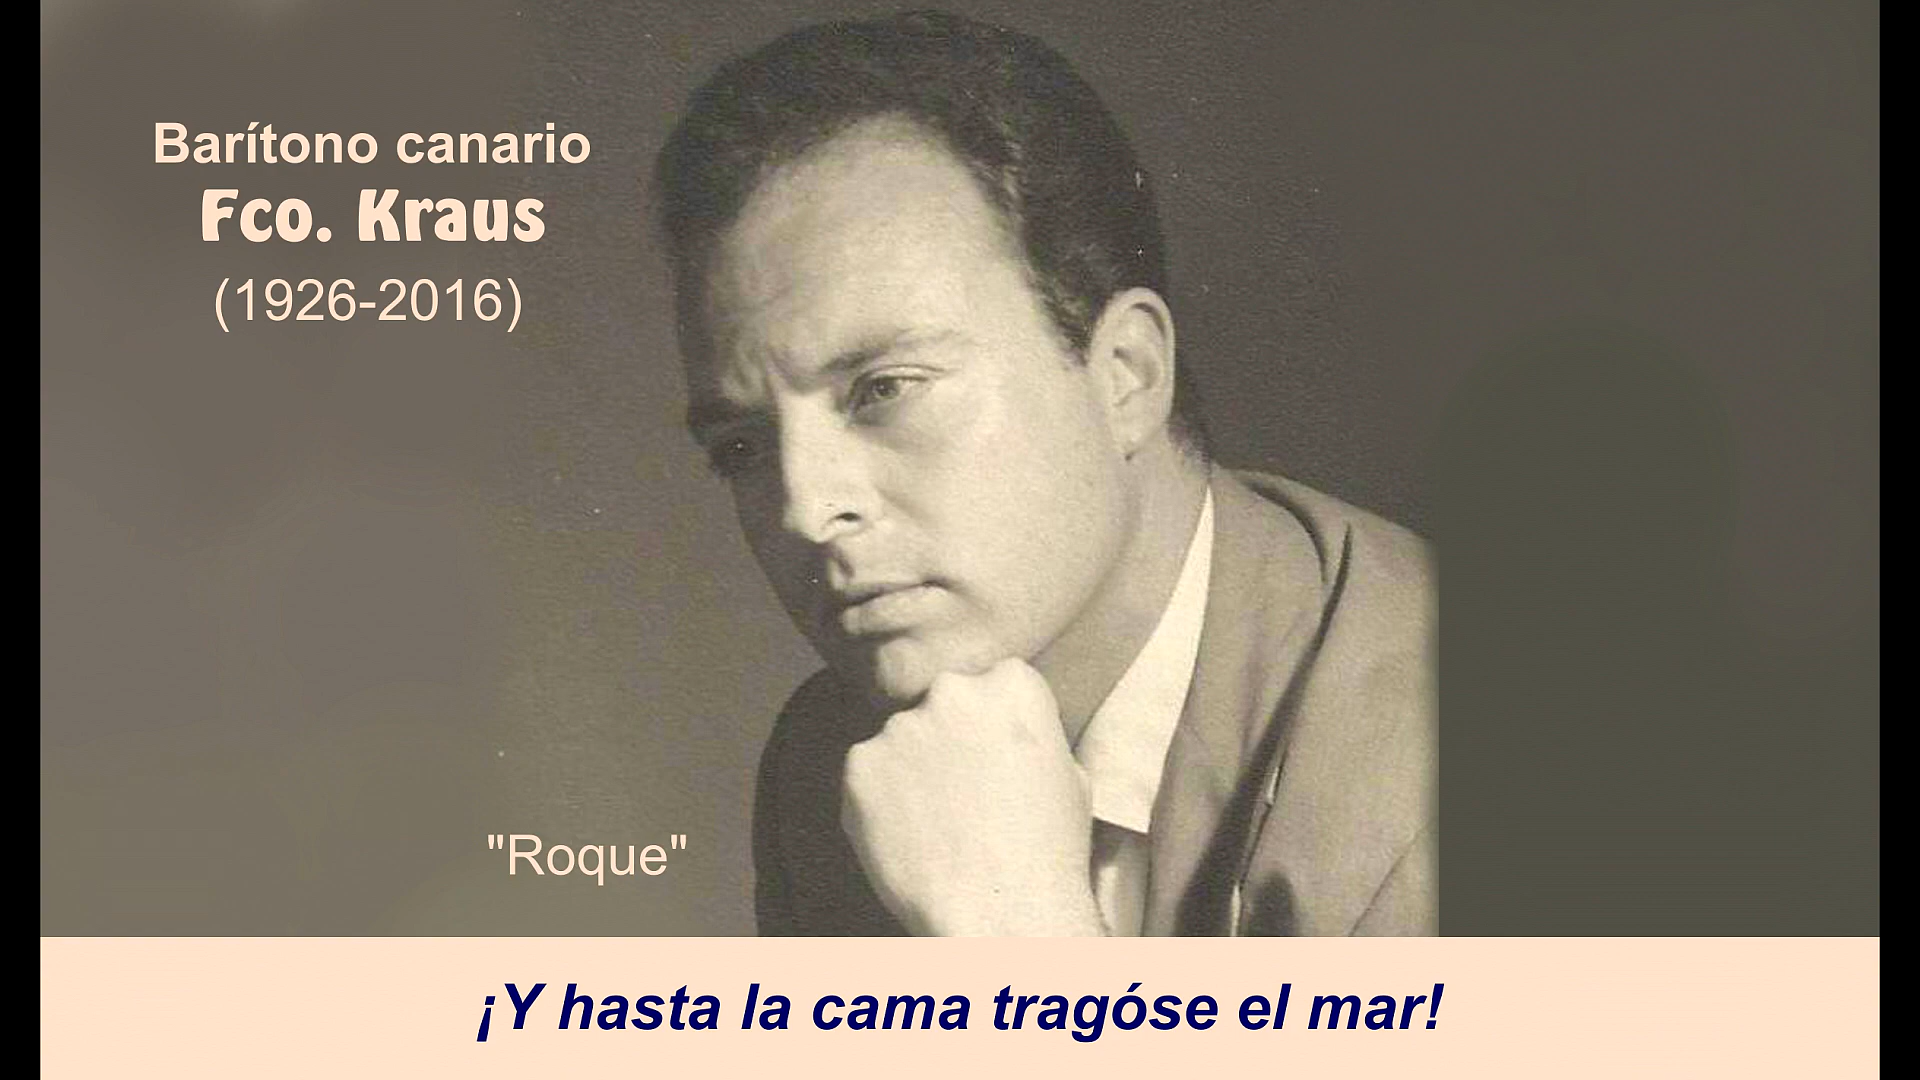 Barítono canario
Fco. Kraus
(1926-2016)
"Roque"
¡Y hasta la cama tragóse el mar!